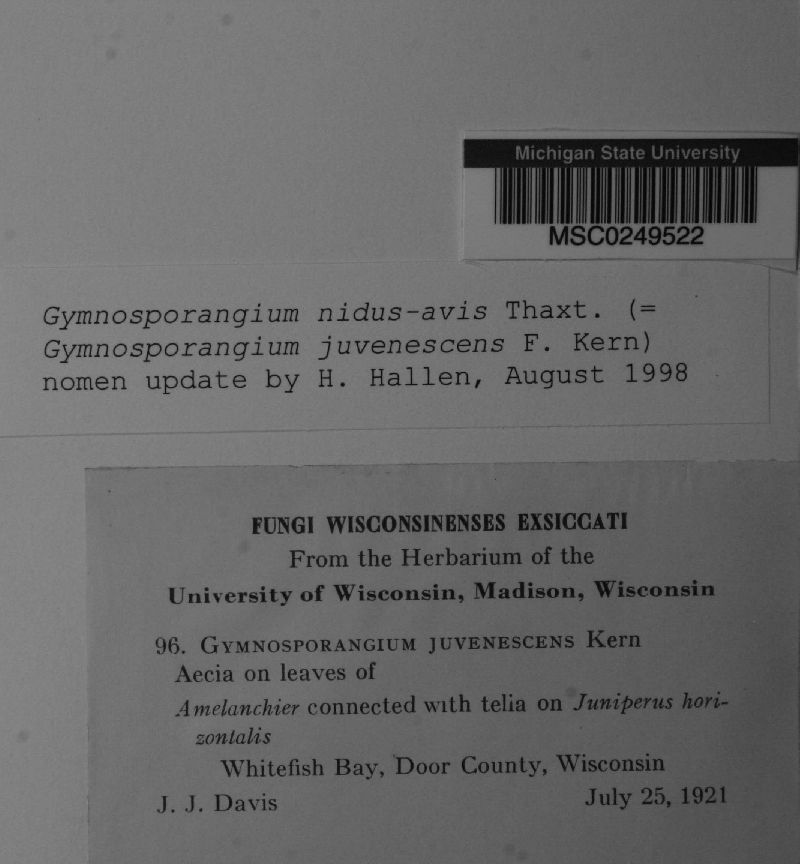 Michigan State University
MSC0249522
Gymnosporangium nidus-avis Thaxt. (=
Gymnosporangium juvenescens F. Kern)
nomen update by H. Hallen, August 1998
FUNGI WISCONSINENSES EXSICCATI
From the Herbarium of the
University of Wisconsin, Madison, Wisconsin
96. GYMNOSPORANGIUM JUVENESCENS Kern
Aecia on leaves of
Amelanchier connected with telia on Juniperus hori-
zontalis
Whitefish Bay, Door County, Wisconsin
J. J. Davis July 25, 1921